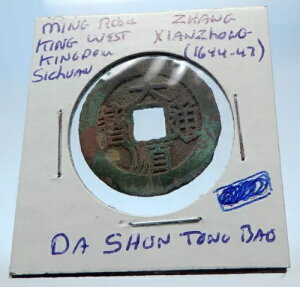 MING Rebel ZHANG
KING WEST XIANZHONG
KINGDOM (1644-47)
SICHUAN
大
寶 通
順
DA SHUN TONG BAO